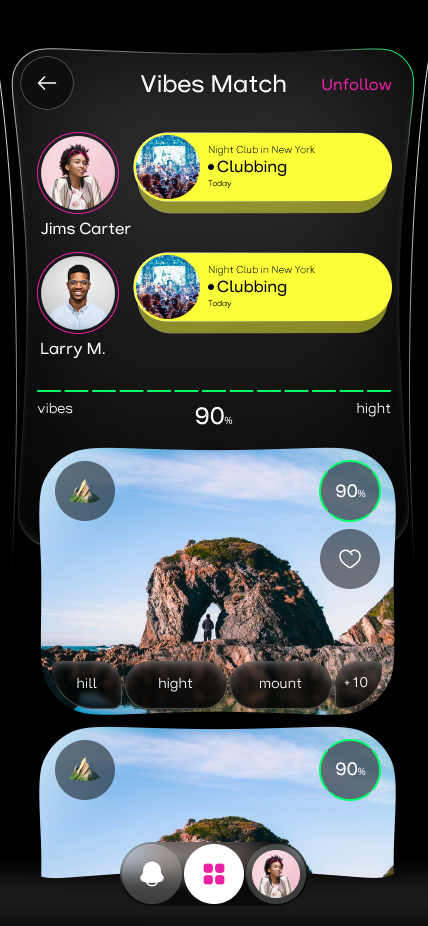 Vibes Match
Unfollow
Night Club in New York
•Clubbing
Today
Jims Carter
Night Club in New York
•Clubbing
Today
Larry M.
vibes
90%
hight
90%
hill
hight
mount
+10
90%